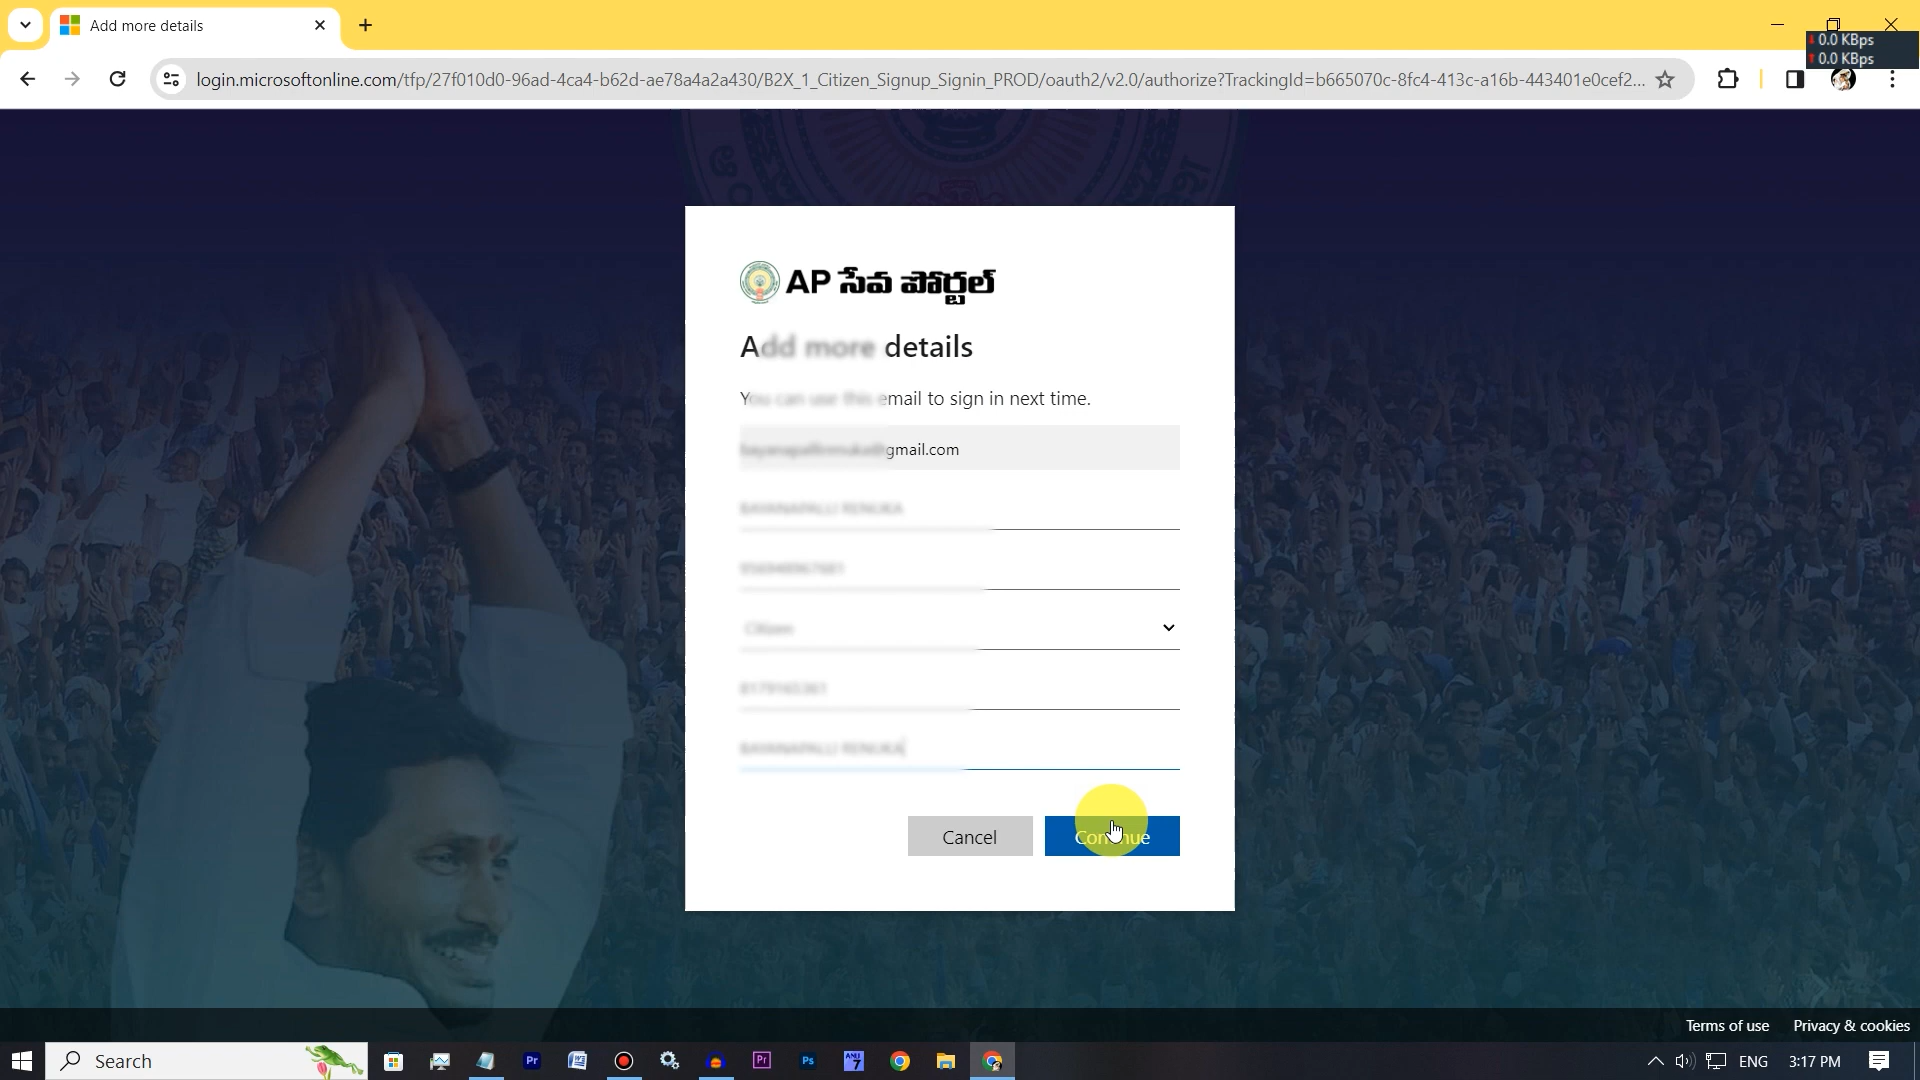 Add more details
0.0 KBps
0.0 KBps
login.microsoftonline.com/tfp/27f010d0-96ad-4ca4-b62d-ae78a4a2a430/B2X_1_Citizen_Signup_Signin_PROD/oauth2/v2.0/authorize?TrackingId=b665070c-8fc4-413c-a16b-443401e0cef2...
AP సేవ పోర్టల్
Add more details
You can use this email to sign in next time.
gmail.com
Citizen
Cancel Continue
Terms of use Privacy & cookies
Search
ENG 3:17 PM